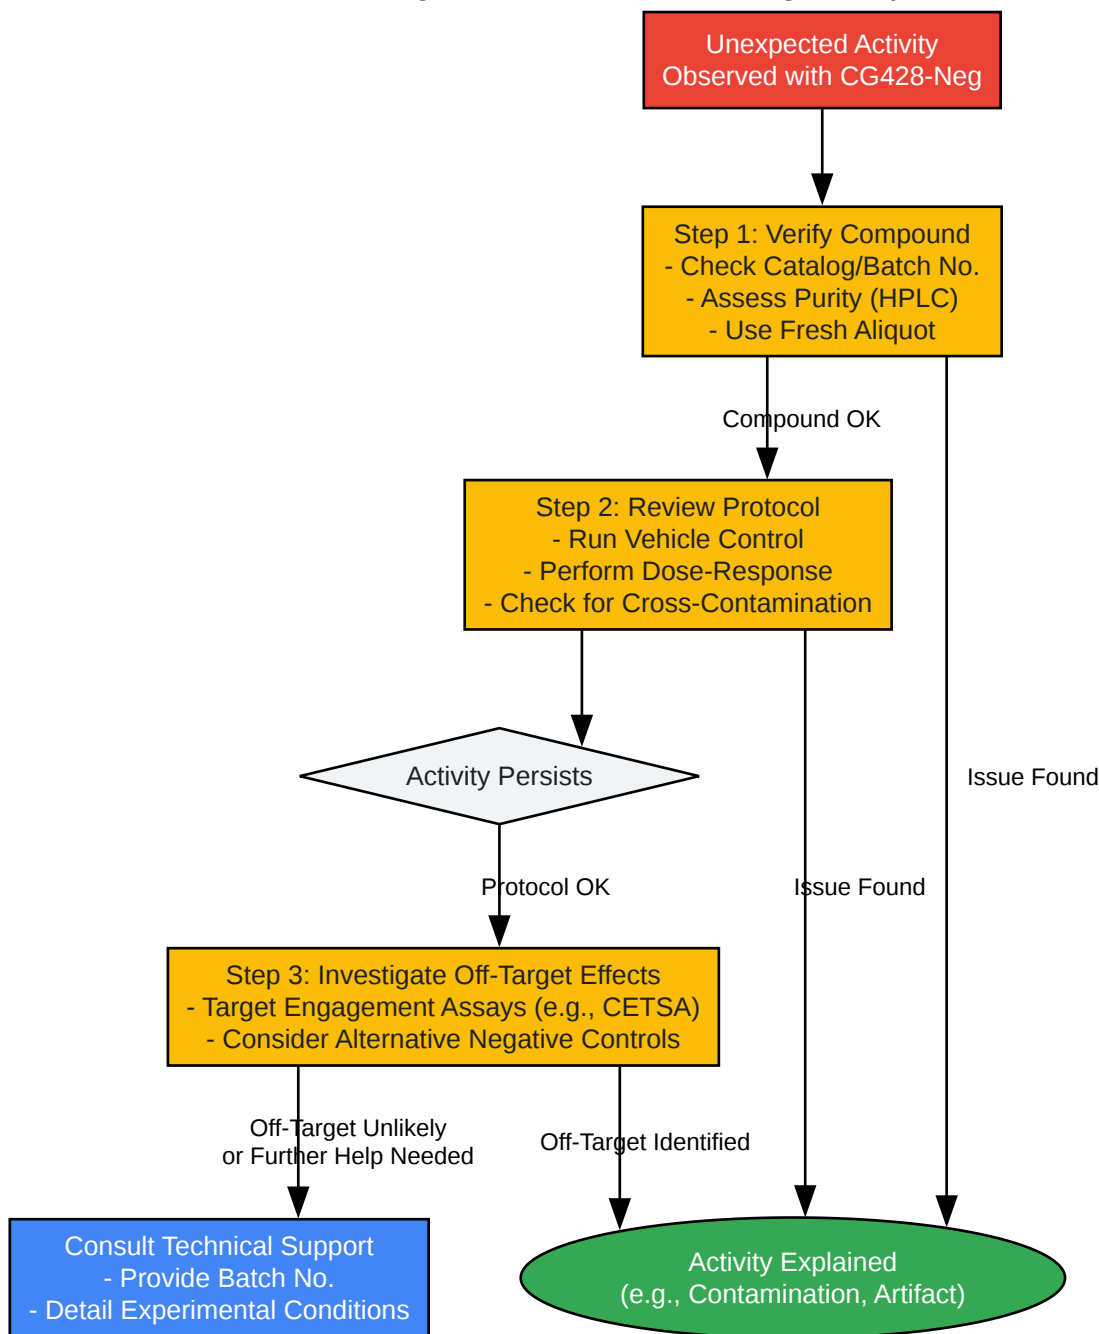 Unexpected Activity
Observed with CG428-Neg
Step 1: Verify Compound
- Check Catalog/Batch No.
- Assess Purity (HPLC)
- Use Fresh Aliquot
Compound OK
Step 2: Review Protocol
- Run Vehicle Control
- Perform Dose-Response
- Check for Cross-Contamination
Activity Persists
Issue Found
Protocol OK
Issue Found
Step 3: Investigate Off-Target Effects
- Target Engagement Assays (e.g., CETSA)
- Consider Alternative Negative Controls
Off-Target Unlikely
or Further Help Needed
Off-Target Identified
Consult Technical Support
- Provide Batch No.
- Detail Experimental Conditions
Activity Explained
(e.g., Contamination, Artifact)